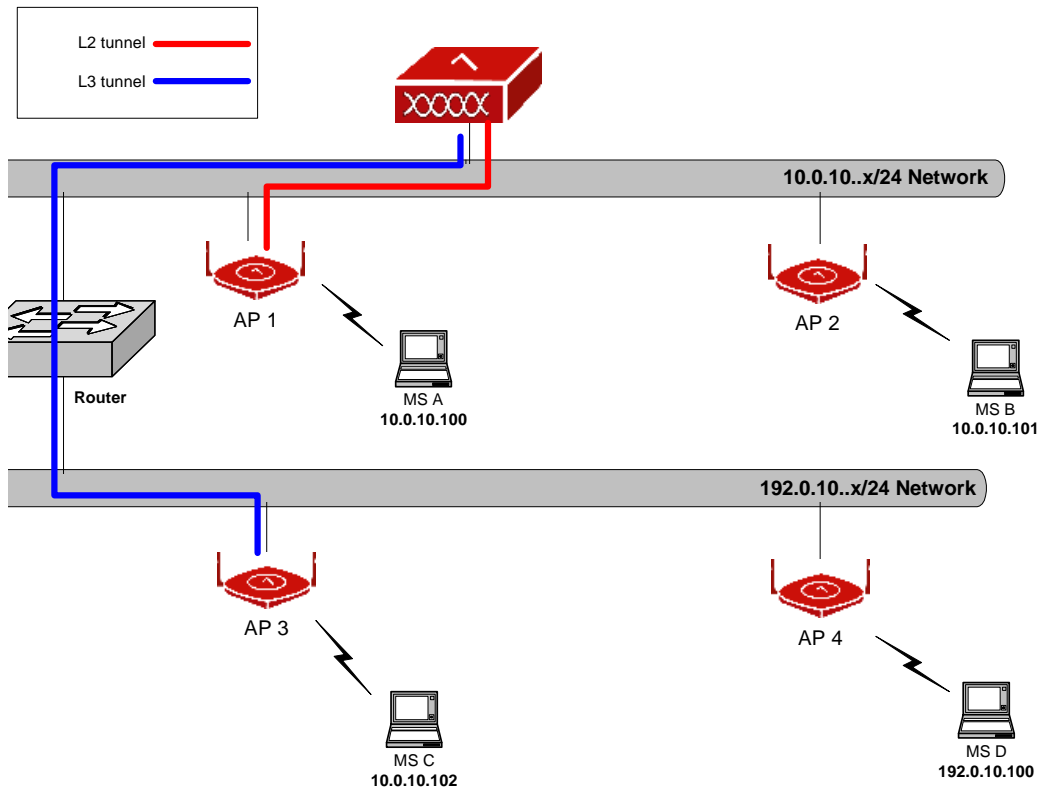 L2 tunnel
L3 tunnel
10.0.10..x/24 Network
AP 1
AP 2
Router
MS A
10.0.10.100
MS B
10.0.10.101
192.0.10..x/24 Network
AP 3
AP 4
MS C
10.0.10.102
MS D
192.0.10.100